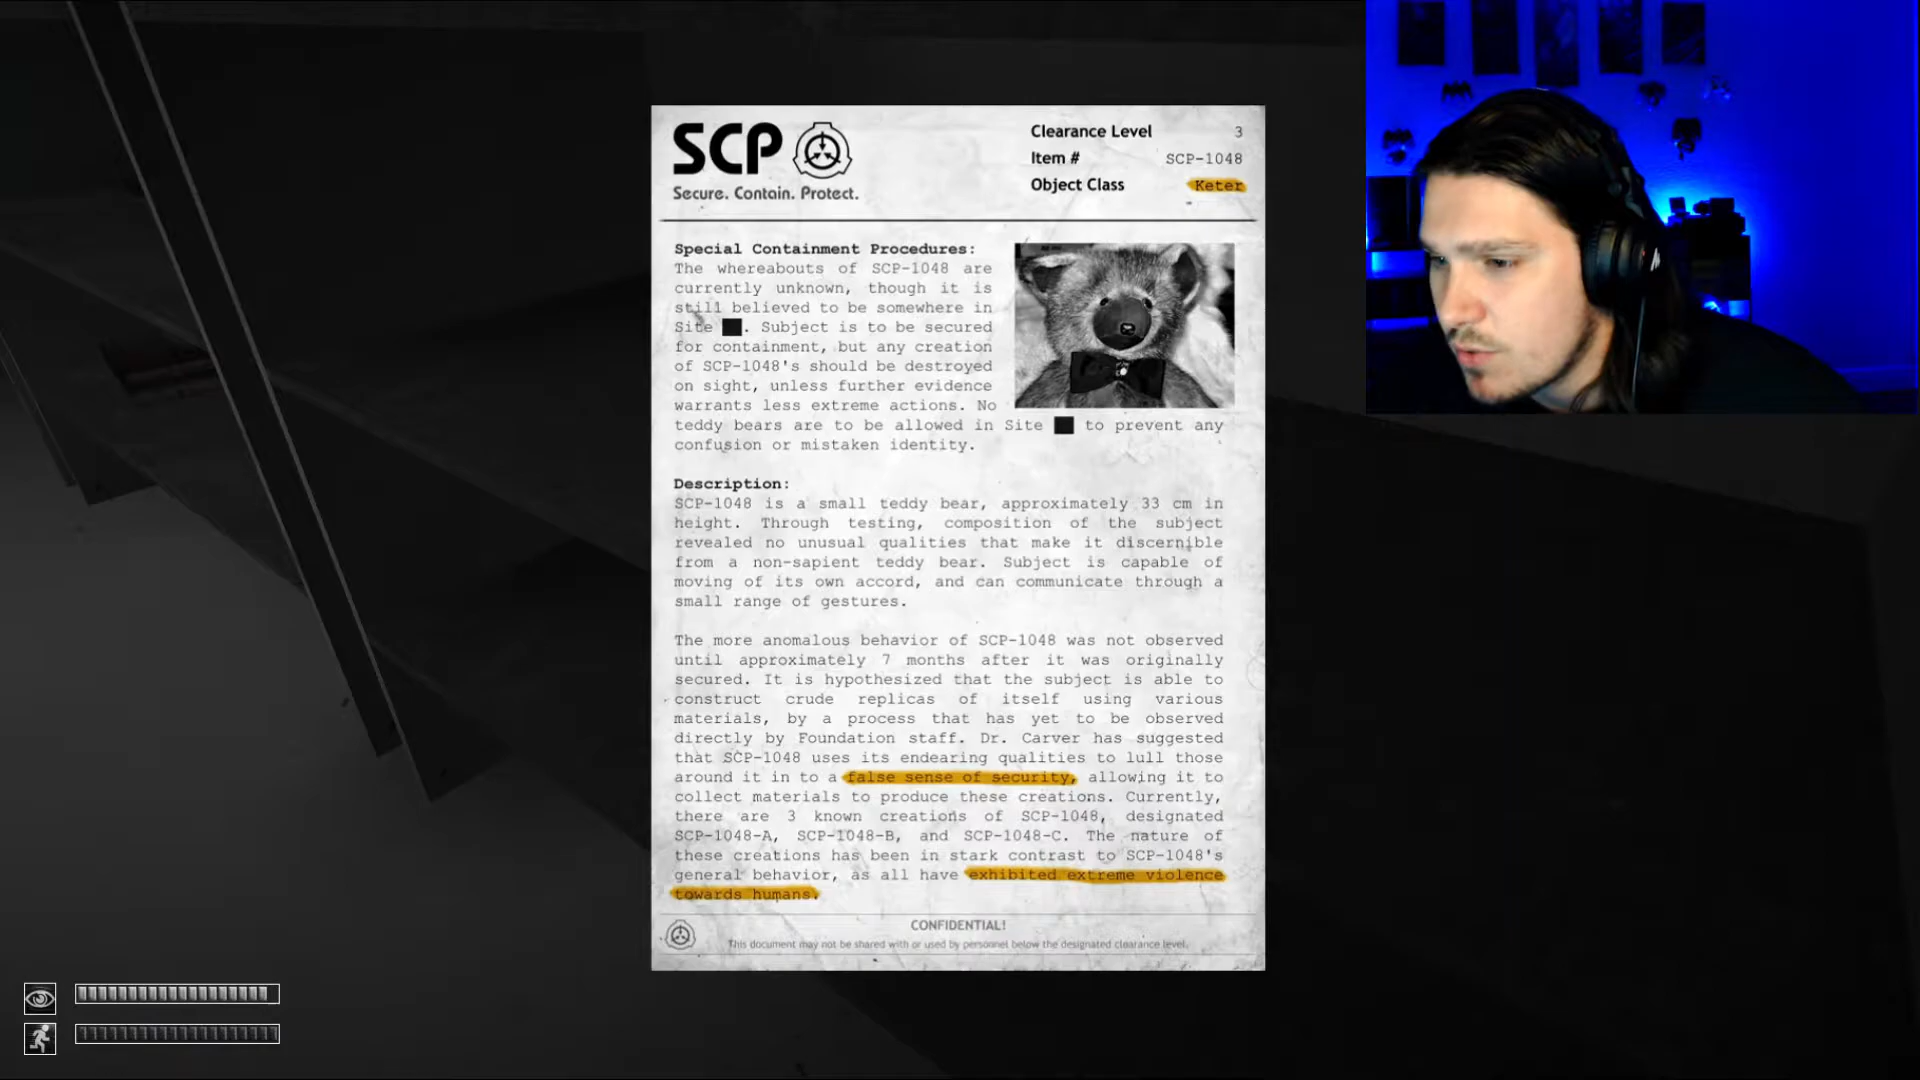 SCP
Secure. Contain. Protect.
Clearance Level 3
Item # SCP-1048
Object Class Keter
Special Containment Procedures:
The whereabouts of SCP-1048 are
currently unknown, though it is
still believed to be somewhere in
Site ■. Subject is to be secured
for containment, but any creation
of SCP-1048's should be destroyed
on sight, unless further evidence
warrants less extreme actions. No
teddy bears are to be allowed in Site ■ to prevent any
confusion or mistaken identity.
Description:
SCP-1048 is a small teddy bear, approximately 33 cm in
height. Through testing, composition of the subject
revealed no unusual qualities that make it discernible
from a non-sapient teddy bear. Subject is capable of
moving of its own accord, and can communicate through a
small range of gestures.
The more anomalous behavior of SCP-1048 was not observed
until approximately 7 months after it was originally
secured. It is hypothesized that the subject is able to
construct crude replicas of itself using various
materials, by a process that has yet to be observed
directly by Foundation staff. Dr. Carver has suggested
that SCP-1048 uses its endearing qualities to lull those
around it in to a false sense of security, allowing it to
collect materials to produce these creations. Currently,
there are 3 known creations of SCP-1048, designated
SCP-1048-A, SCP-1048-B, and SCP-1048-C. The nature of
these creations has been in stark contrast to SCP-1048's
general behavior, as all have exhibited extreme violence
towards humans.
CONFIDENTIAL!
This document may not be shared with or used by personnel below the designated clearance level.